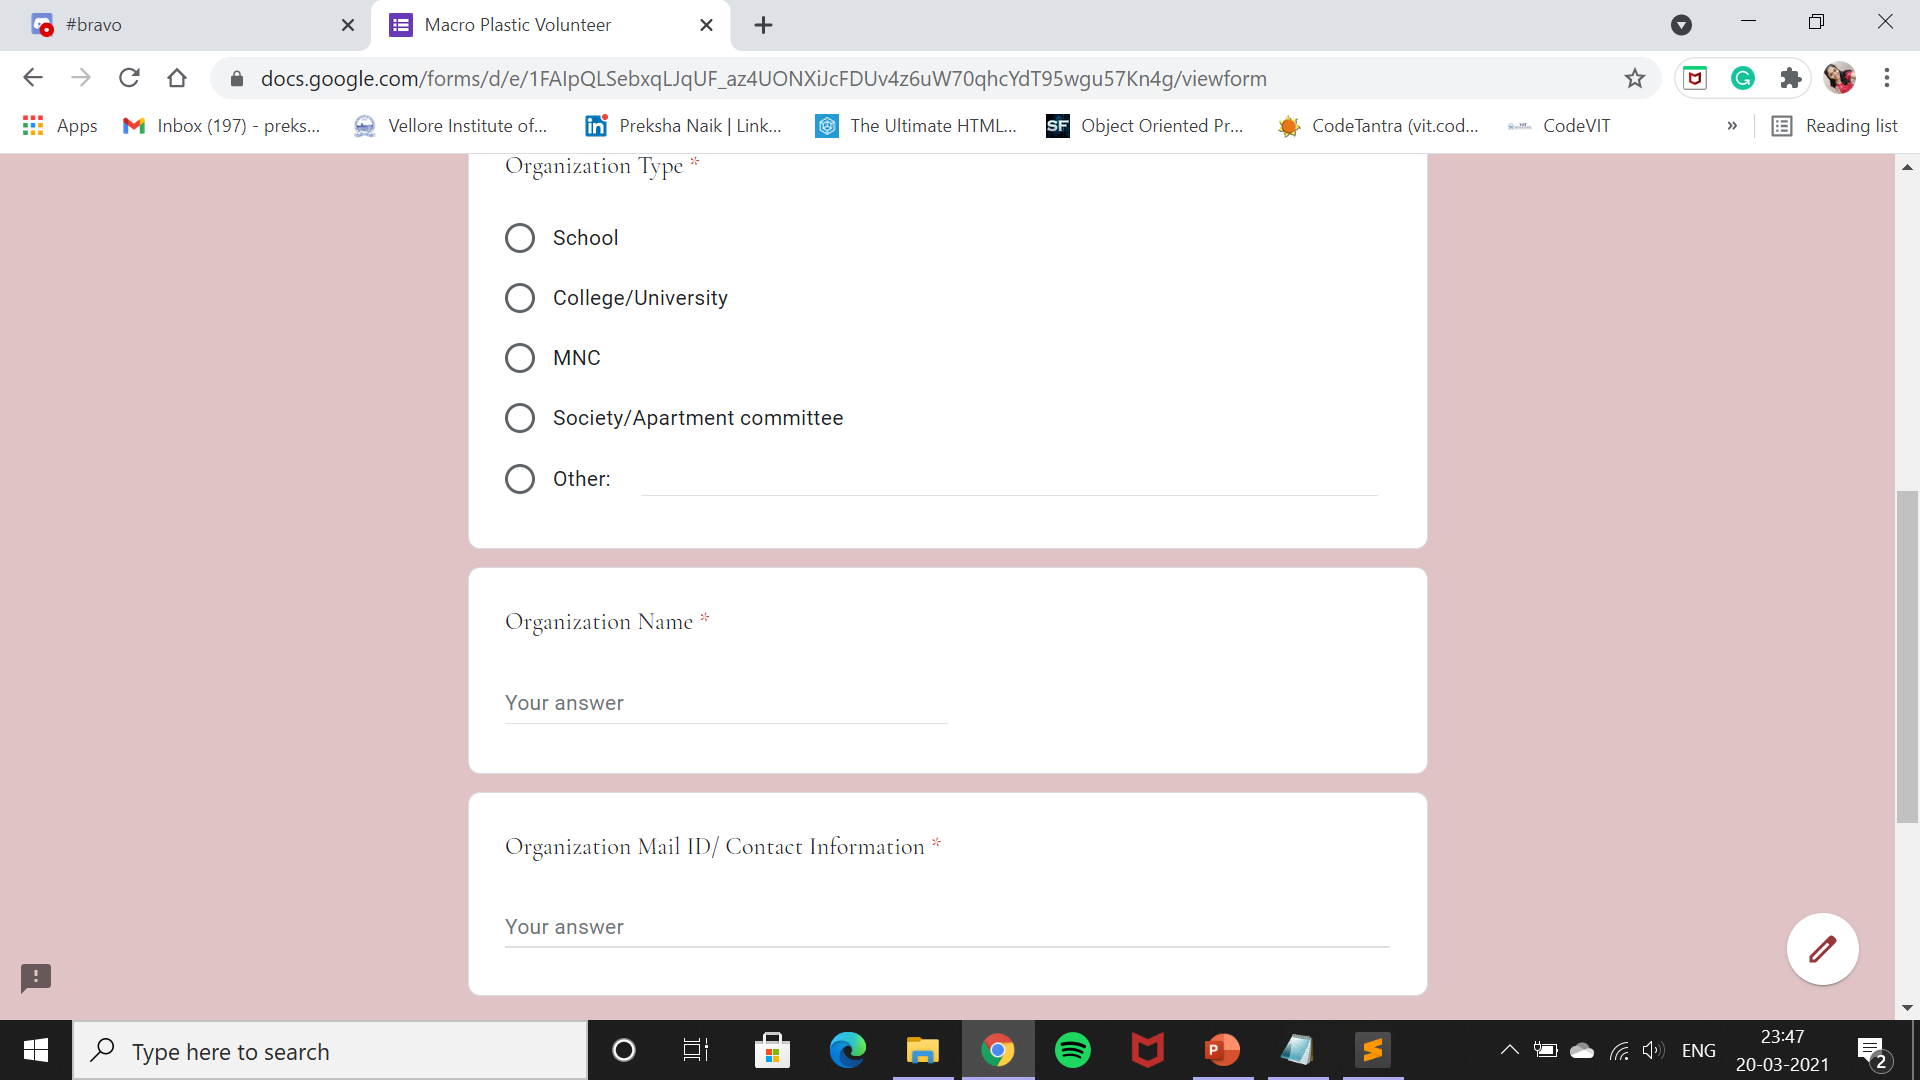 #bravo
Macro Plastic Volunteer
docs.google.com/forms/d/e/1FAIpQLSebxqLJqUF_az4UONXiJcFDUv4z6uW70qhcYdT95wgu57Kn4g/viewform
Apps
Inbox (197) - preks...
Vellore Institute of...
in
Preksha Naik | Link...
The Ultimate HTML...
SF
Object Oriented Pr...
CodeTantra (vit.cod...
CodeVIT
»
Reading list
Organization Type *
School
College/University
MNC
Society/Apartment committee
Other:
Organization Name *
Your answer
Organization Mail ID/ Contact Information *
Your answer
Type here to search
ENG
23:47
20-03-2021
2